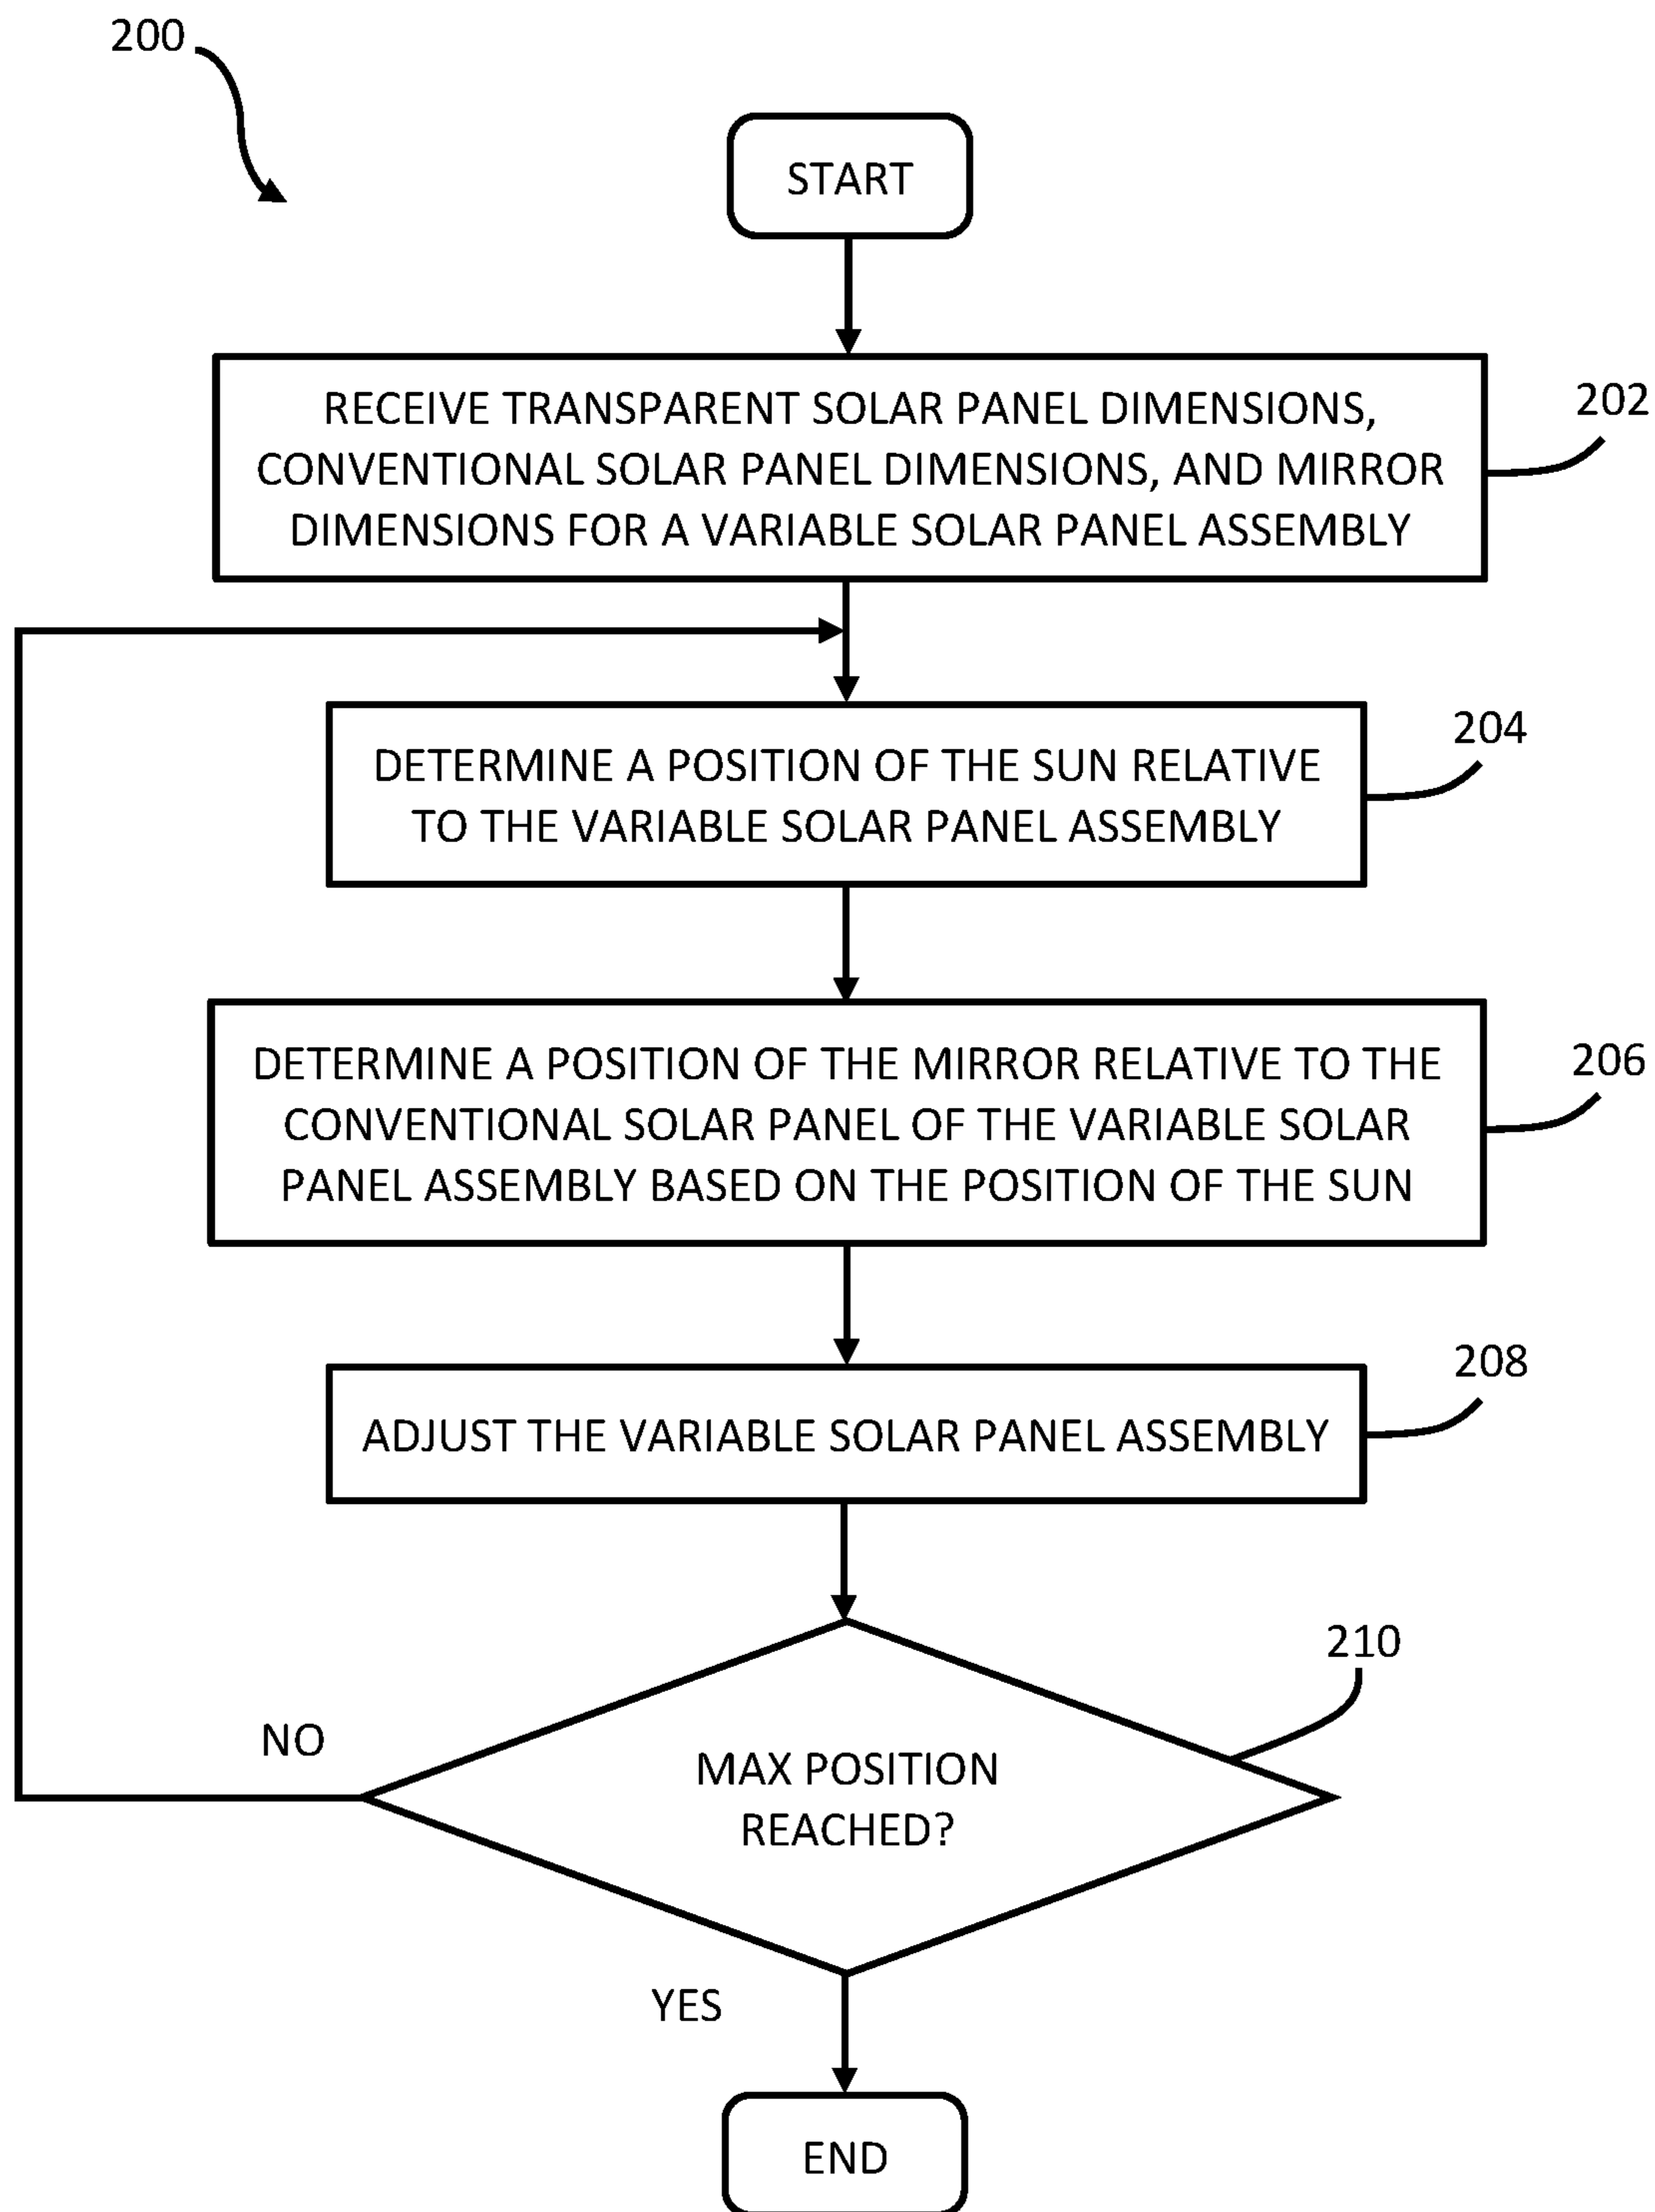 200
START
RECEIVE TRANSPARENT SOLAR PANEL DIMENSIONS,
CONVENTIONAL SOLAR PANEL DIMENSIONS, AND MIRROR
DIMENSIONS FOR A VARIABLE SOLAR PANEL ASSEMBLY
202
DETERMINE A POSITION OF THE SUN RELATIVE
TO THE VARIABLE SOLAR PANEL ASSEMBLY
204
DETERMINE A POSITION OF THE MIRROR RELATIVE TO THE
CONVENTIONAL SOLAR PANEL OF THE VARIABLE SOLAR
PANEL ASSEMBLY BASED ON THE POSITION OF THE SUN
206
ADJUST THE VARIABLE SOLAR PANEL ASSEMBLY
208
210
NO
MAX POSITION
REACHED?
YES
END